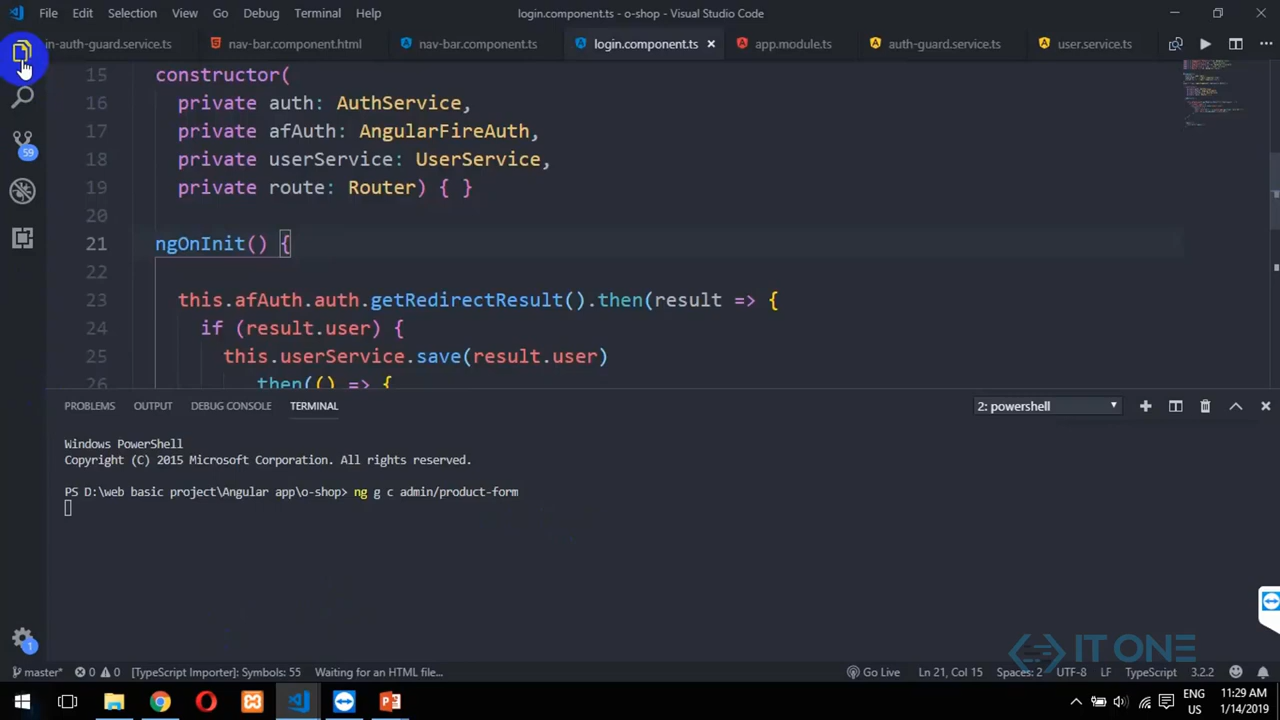 File Edit Selection View Go Debug Terminal Help login.component.ts - o-shop - Visual Studio Code
in-auth-guard.service.ts nav-bar.component.html nav-bar.component.ts login.component.ts app.module.ts auth-guard.service.ts user.service.ts
15 constructor(
16 private auth: AuthService,
17 private afAuth: AngularFireAuth,
18 private userService: UserService,
19 private route: Router) { }
20
21 ngOnInit() {
22
23 this.afAuth.auth.getRedirectResult().then(result => {
24 if (result.user) {
25 this.userService.save(result.user)
26 .then(() => {
59
PROBLEMS OUTPUT DEBUG CONSOLE TERMINAL 2: powershell
Windows PowerShell
Copyright (C) 2015 Microsoft Corporation. All rights reserved.
PS D:\web basic project\Angular app\o-shop> ng g c admin/product-form
1
IT ONE
master* 0 0 [TypeScript Importer]: Symbols: 55 Waiting for an HTML file... Go Live Ln 21, Col 15 Spaces: 2 UTF-8 LF TypeScript 3.2.2
ENG 11:29 AM
US 1/14/2019